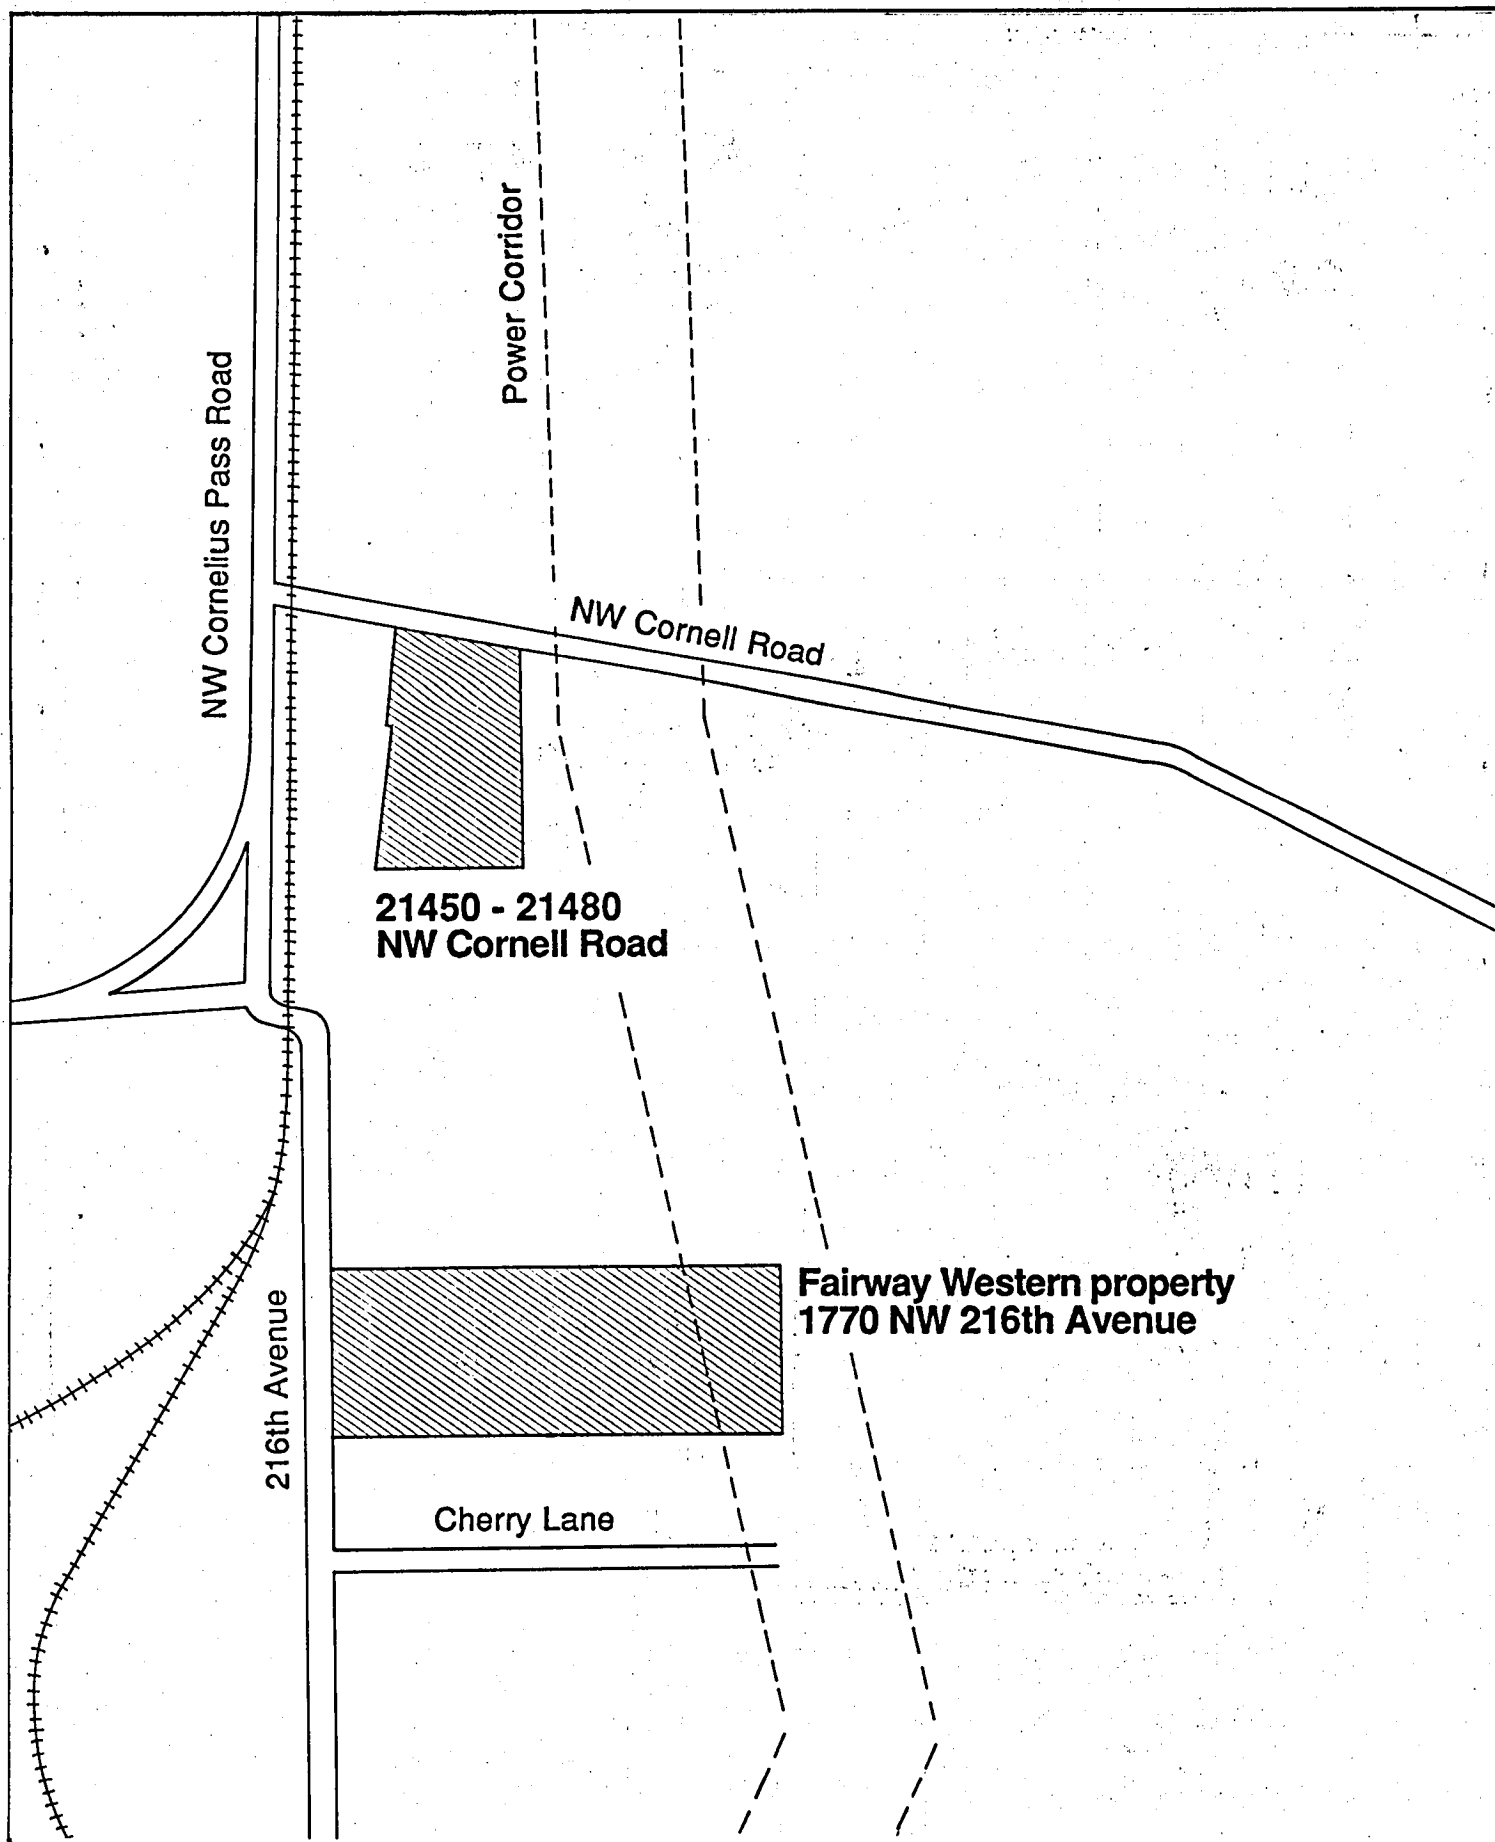 Power Corridor
NW Cornelius Pass Road
NW Cornell Road
21450 - 21480
NW Cornell Road
Fairway Western property
1770 NW 216th Avenue
216th Avenue
Cherry Lane